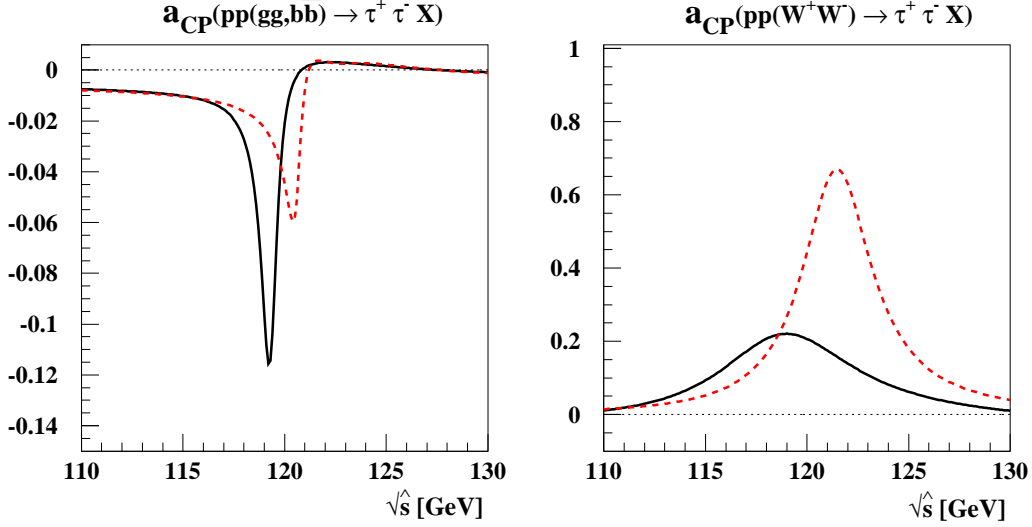 a_CP(pp(gg,bb̄) → τ⁺ τ⁻ X)
0
-0.02
-0.04
-0.06
-0.08
-0.1
-0.12
-0.14
110 115 120 125 130
√ŝ [GeV]
a_CP(pp(W⁺W⁻) → τ⁺ τ⁻ X)
1
0.8
0.6
0.4
0.2
0
110 115 120 125 130
√ŝ [GeV]